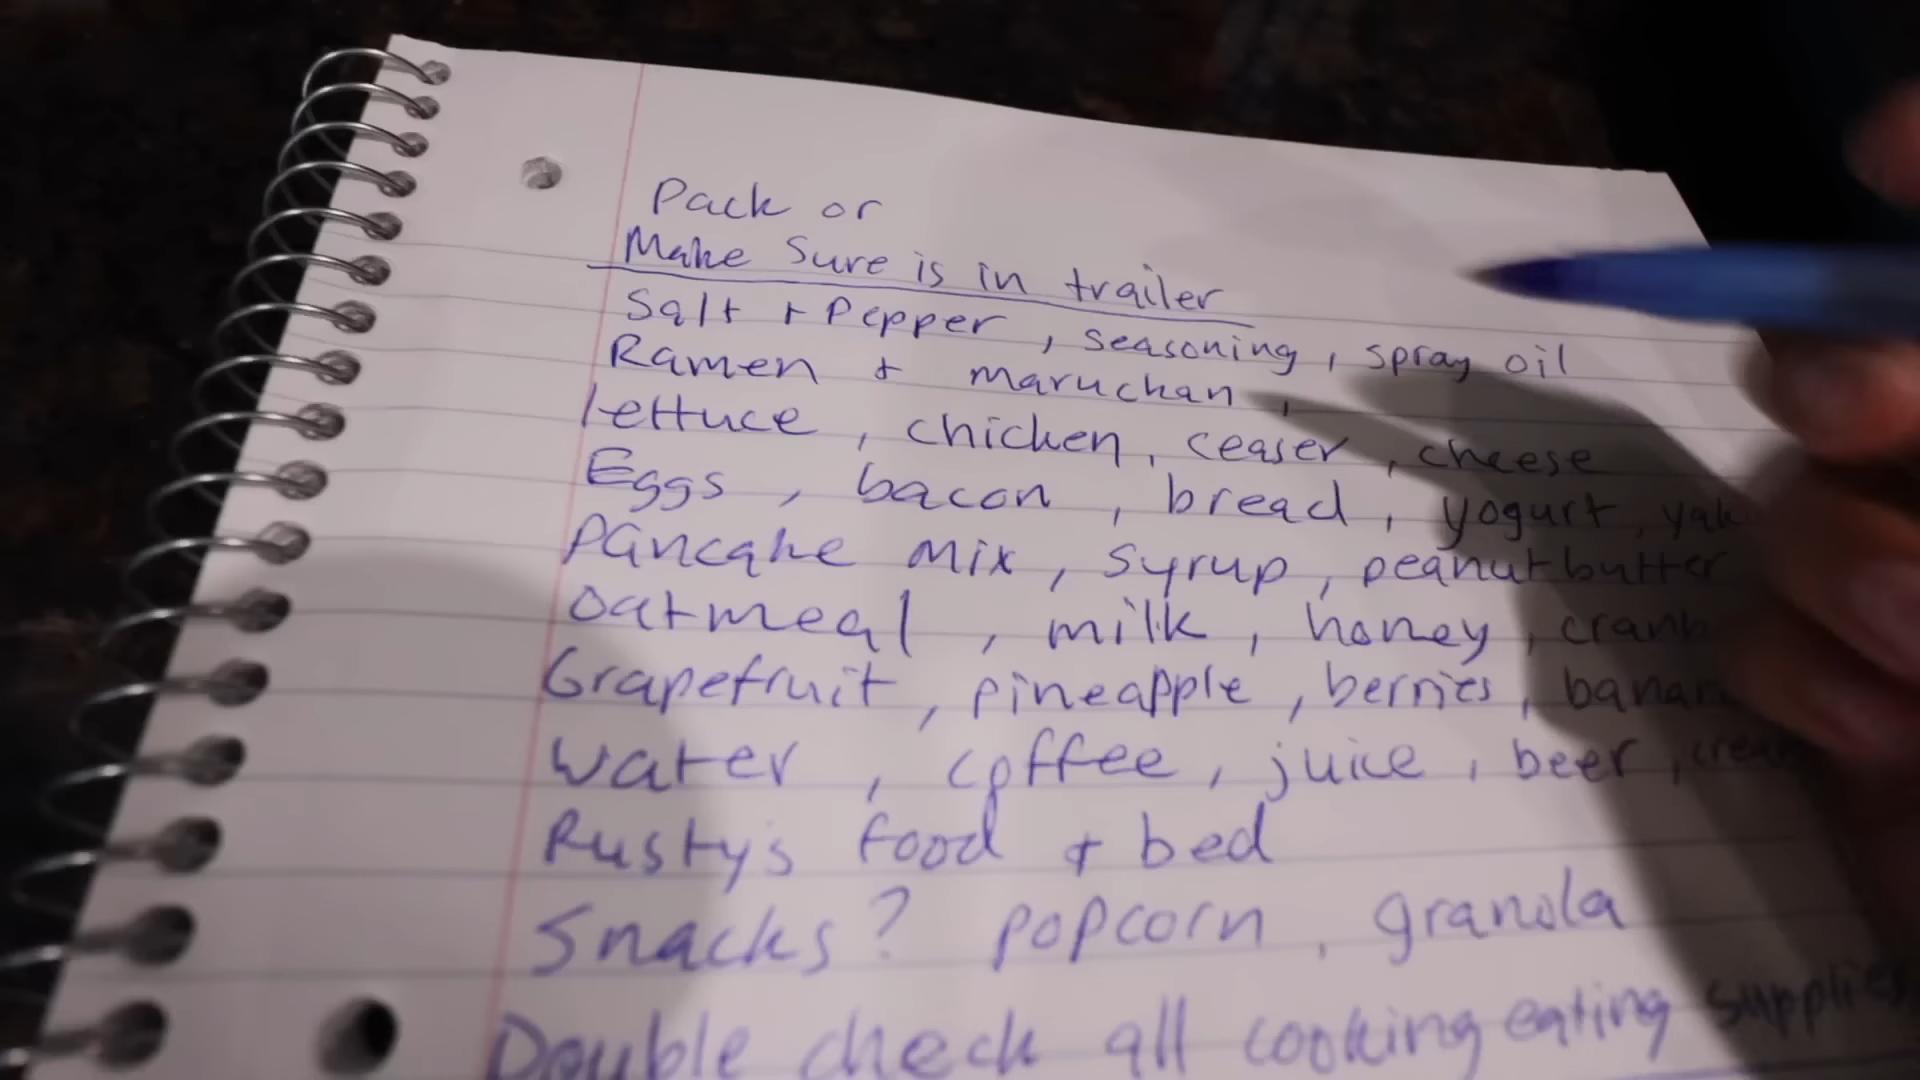 Pack or
Make Sure is in trailer
Salt + Pepper, seasoning, spray oil
Ramen + maruchan,
lettuce, chicken, ceaser, cheese
Eggs, bacon, bread, yogurt,
Pancake mix, syrup, peanutbutter
oatmeal, milk, honey,
Grapefruit, pineapple, berries,
water, coffee, juice, beer,
Rusty's food + bed
Snacks? popcorn, granola
Double check all cooking eating supplies